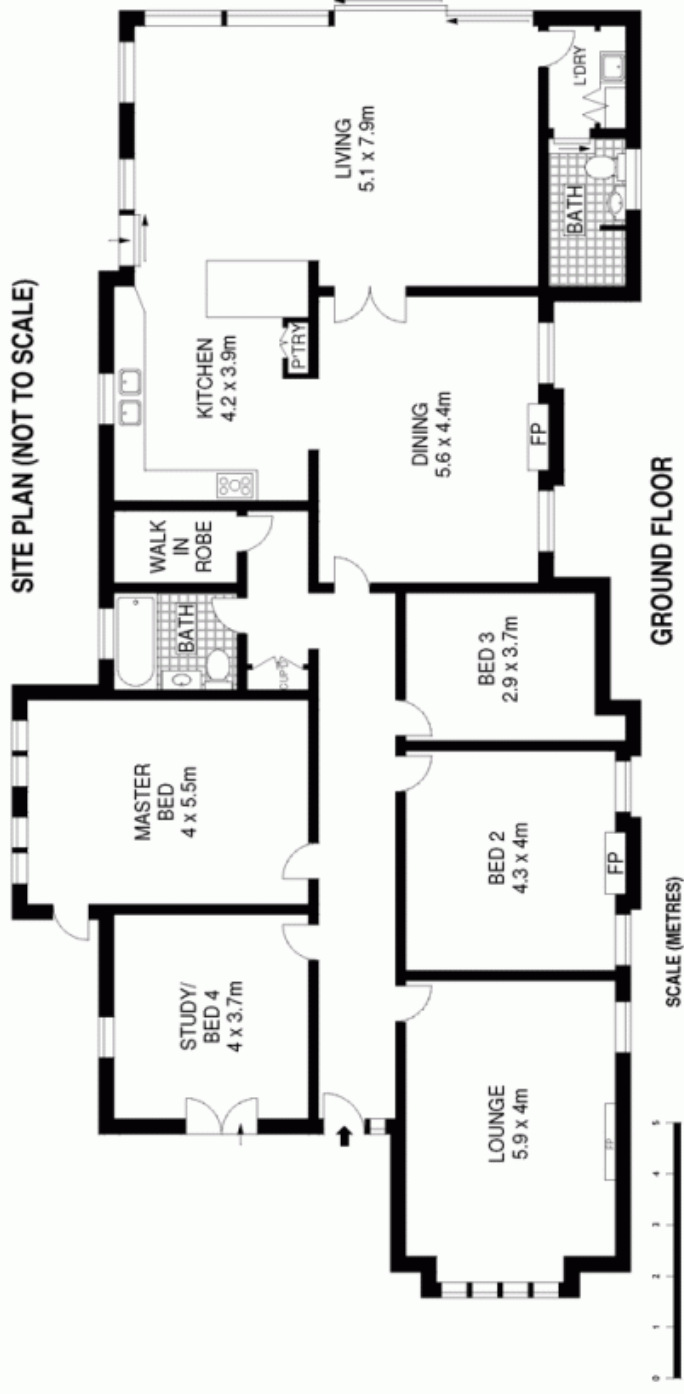 SITE PLAN (NOT TO SCALE)
LIVING
5.1 x 7.9m
L'DRY
BATH
KITCHEN
4.2 x 3.9m
P'TRY
DINING
5.6 x 4.4m
FP
WALK
IN
ROBE
BATH
CUP'D
BED 3
2.9 x 3.7m
MASTER
BED
4 x 5.5m
BED 2
4.3 x 4m
FP
STUDY/
BED 4
4 x 3.7m
LOUNGE
5.9 x 4m
FP
GROUND FLOOR
SCALE (METRES)
0 1 2 3 4 5